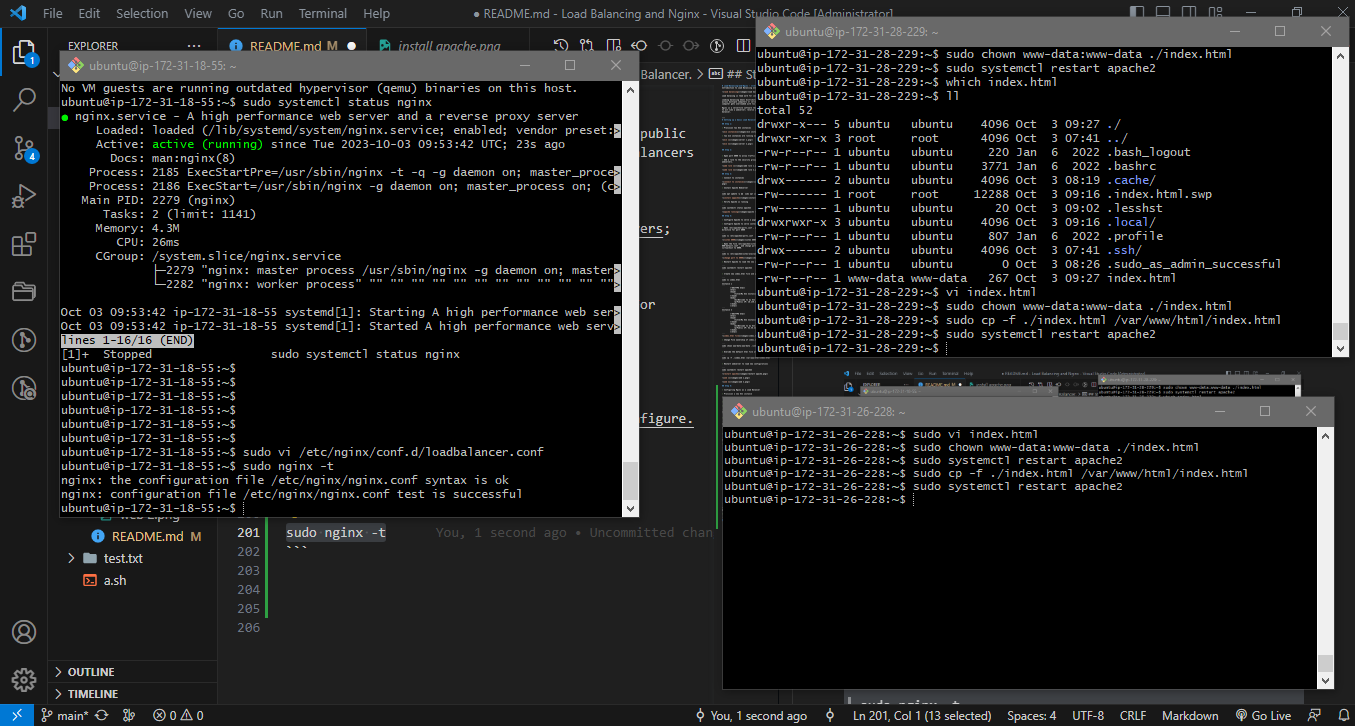 File Edit Selection View Go Run Terminal Help
● README.md - Load Balancing and Nginx - Visual Studio Code [Administrator]
EXPLORER ···
README.md M ●
install apache.png
1
4
ubuntu@ip-172-31-18-55: ~
No VM guests are running outdated hypervisor (qemu) binaries on this host.
ubuntu@ip-172-31-18-55:~$ sudo systemctl status nginx
● nginx.service - A high performance web server and a reverse proxy server
Loaded: loaded (/lib/systemd/system/nginx.service; enabled; vendor preset:>
Active: active (running) since Tue 2023-10-03 09:53:42 UTC; 23s ago
Docs: man:nginx(8)
Process: 2185 ExecStartPre=/usr/sbin/nginx -t -q -g daemon on; master_proce>
Process: 2186 ExecStart=/usr/sbin/nginx -g daemon on; master_process on; (c>
Main PID: 2279 (nginx)
Tasks: 2 (limit: 1141)
Memory: 4.3M
CPU: 26ms
CGroup: /system.slice/nginx.service
├─2279 "nginx: master process /usr/sbin/nginx -g daemon on; master>
└─2282 "nginx: worker process" "" "" "" "" "" "" "" "" "" "" "" "">
Oct 03 09:53:42 ip-172-31-18-55 systemd[1]: Starting A high performance web ser>
Oct 03 09:53:42 ip-172-31-18-55 systemd[1]: Started A high performance web serv>
lines 1-16/16 (END)
[1]+ Stopped sudo systemctl status nginx
ubuntu@ip-172-31-18-55:~$
ubuntu@ip-172-31-18-55:~$
ubuntu@ip-172-31-18-55:~$
ubuntu@ip-172-31-18-55:~$
ubuntu@ip-172-31-18-55:~$
ubuntu@ip-172-31-18-55:~$
ubuntu@ip-172-31-18-55:~$ sudo vi /etc/nginx/conf.d/loadbalancer.conf
ubuntu@ip-172-31-18-55:~$ sudo nginx -t
nginx: the configuration file /etc/nginx/nginx.conf syntax is ok
nginx: configuration file /etc/nginx/nginx.conf test is successful
ubuntu@ip-172-31-18-55:~$
Balancer. > ## St
public
lancers
ers;
or
figure.
ubuntu@ip-172-31-28-229: ~
ubuntu@ip-172-31-28-229:~$ sudo chown www-data:www-data ./index.html
ubuntu@ip-172-31-28-229:~$ sudo systemctl restart apache2
ubuntu@ip-172-31-28-229:~$ which index.html
ubuntu@ip-172-31-28-229:~$ ll
total 52
drwxr-x--- 5 ubuntu ubuntu 4096 Oct 3 09:27 ./
drwxr-xr-x 3 root root 4096 Oct 3 07:41 ../
-rw-r--r-- 1 ubuntu ubuntu 220 Jan 6 2022 .bash_logout
-rw-r--r-- 1 ubuntu ubuntu 3771 Jan 6 2022 .bashrc
drwx------ 2 ubuntu ubuntu 4096 Oct 3 08:19 .cache/
-rw------- 1 root root 12288 Oct 3 09:16 .index.html.swp
-rw------- 1 ubuntu ubuntu 20 Oct 3 09:02 .lesshst
drwxrwxr-x 3 ubuntu ubuntu 4096 Oct 3 09:16 .local/
-rw-r--r-- 1 ubuntu ubuntu 807 Jan 6 2022 .profile
drwx------ 2 ubuntu ubuntu 4096 Oct 3 07:41 .ssh/
-rw-r--r-- 1 ubuntu ubuntu 0 Oct 3 08:26 .sudo_as_admin_successful
-rw-r--r-- 1 www-data www-data 267 Oct 3 09:27 index.html
ubuntu@ip-172-31-28-229:~$ vi index.html
ubuntu@ip-172-31-28-229:~$ sudo chown www-data:www-data ./index.html
ubuntu@ip-172-31-28-229:~$ sudo cp -f ./index.html /var/www/html/index.html
ubuntu@ip-172-31-28-229:~$ sudo systemctl restart apache2
ubuntu@ip-172-31-28-229:~$
ubuntu@ip-172-31-26-228: ~
ubuntu@ip-172-31-26-228:~$ sudo vi index.html
ubuntu@ip-172-31-26-228:~$ sudo chown www-data:www-data ./index.html
ubuntu@ip-172-31-26-228:~$ sudo systemctl restart apache2
ubuntu@ip-172-31-26-228:~$ sudo cp -f ./index.html /var/www/html/index.html
ubuntu@ip-172-31-26-228:~$ sudo systemctl restart apache2
ubuntu@ip-172-31-26-228:~$
README.md M
test.txt
a.sh
201 sudo nginx -t You, 1 second ago • Uncommitted chan
202 ```
203
204
205
206
OUTLINE
TIMELINE
sudo nginx -t
main* 0 0 You, 1 second ago Ln 201, Col 1 (13 selected) Spaces: 4 UTF-8 CRLF Markdown Go Live